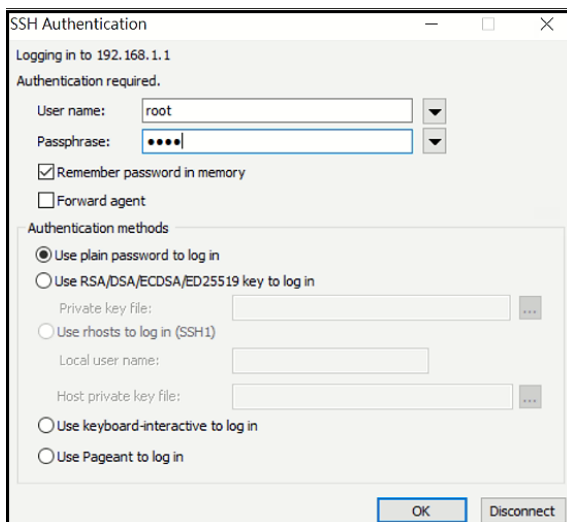 SSH Authentication
Logging in to 192.168.1.1
Authentication required.
User name: root
Passphrase: ••••
Remember password in memory
Forward agent
Authentication methods
Use plain password to log in
Use RSA/DSA/ECDSA/ED25519 key to log in
Private key file: ...
Use rhosts to log in (SSH1)
Local user name:
Host private key file: ...
Use keyboard-interactive to log in
Use Pageant to log in
OK Disconnect